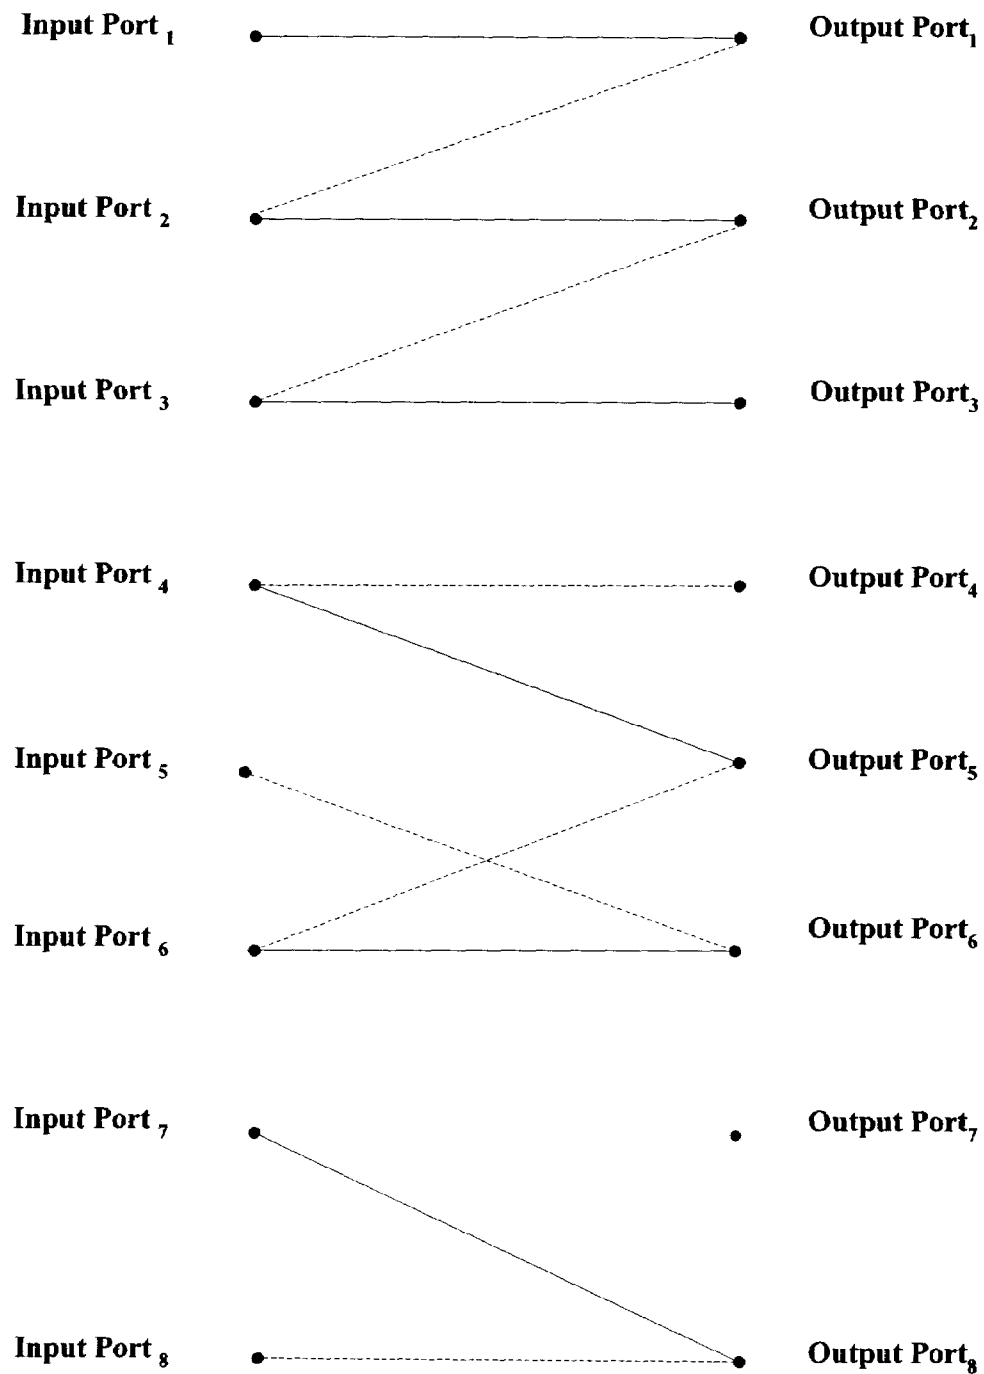 Input Port 1
Output Port1
Input Port 2
Output Port2
Input Port 3
Output Port3
Input Port 4
Output Port4
Input Port 5
Output Port5
Input Port 6
Output Port6
Input Port 7
Output Port7
Input Port 8
Output Port8